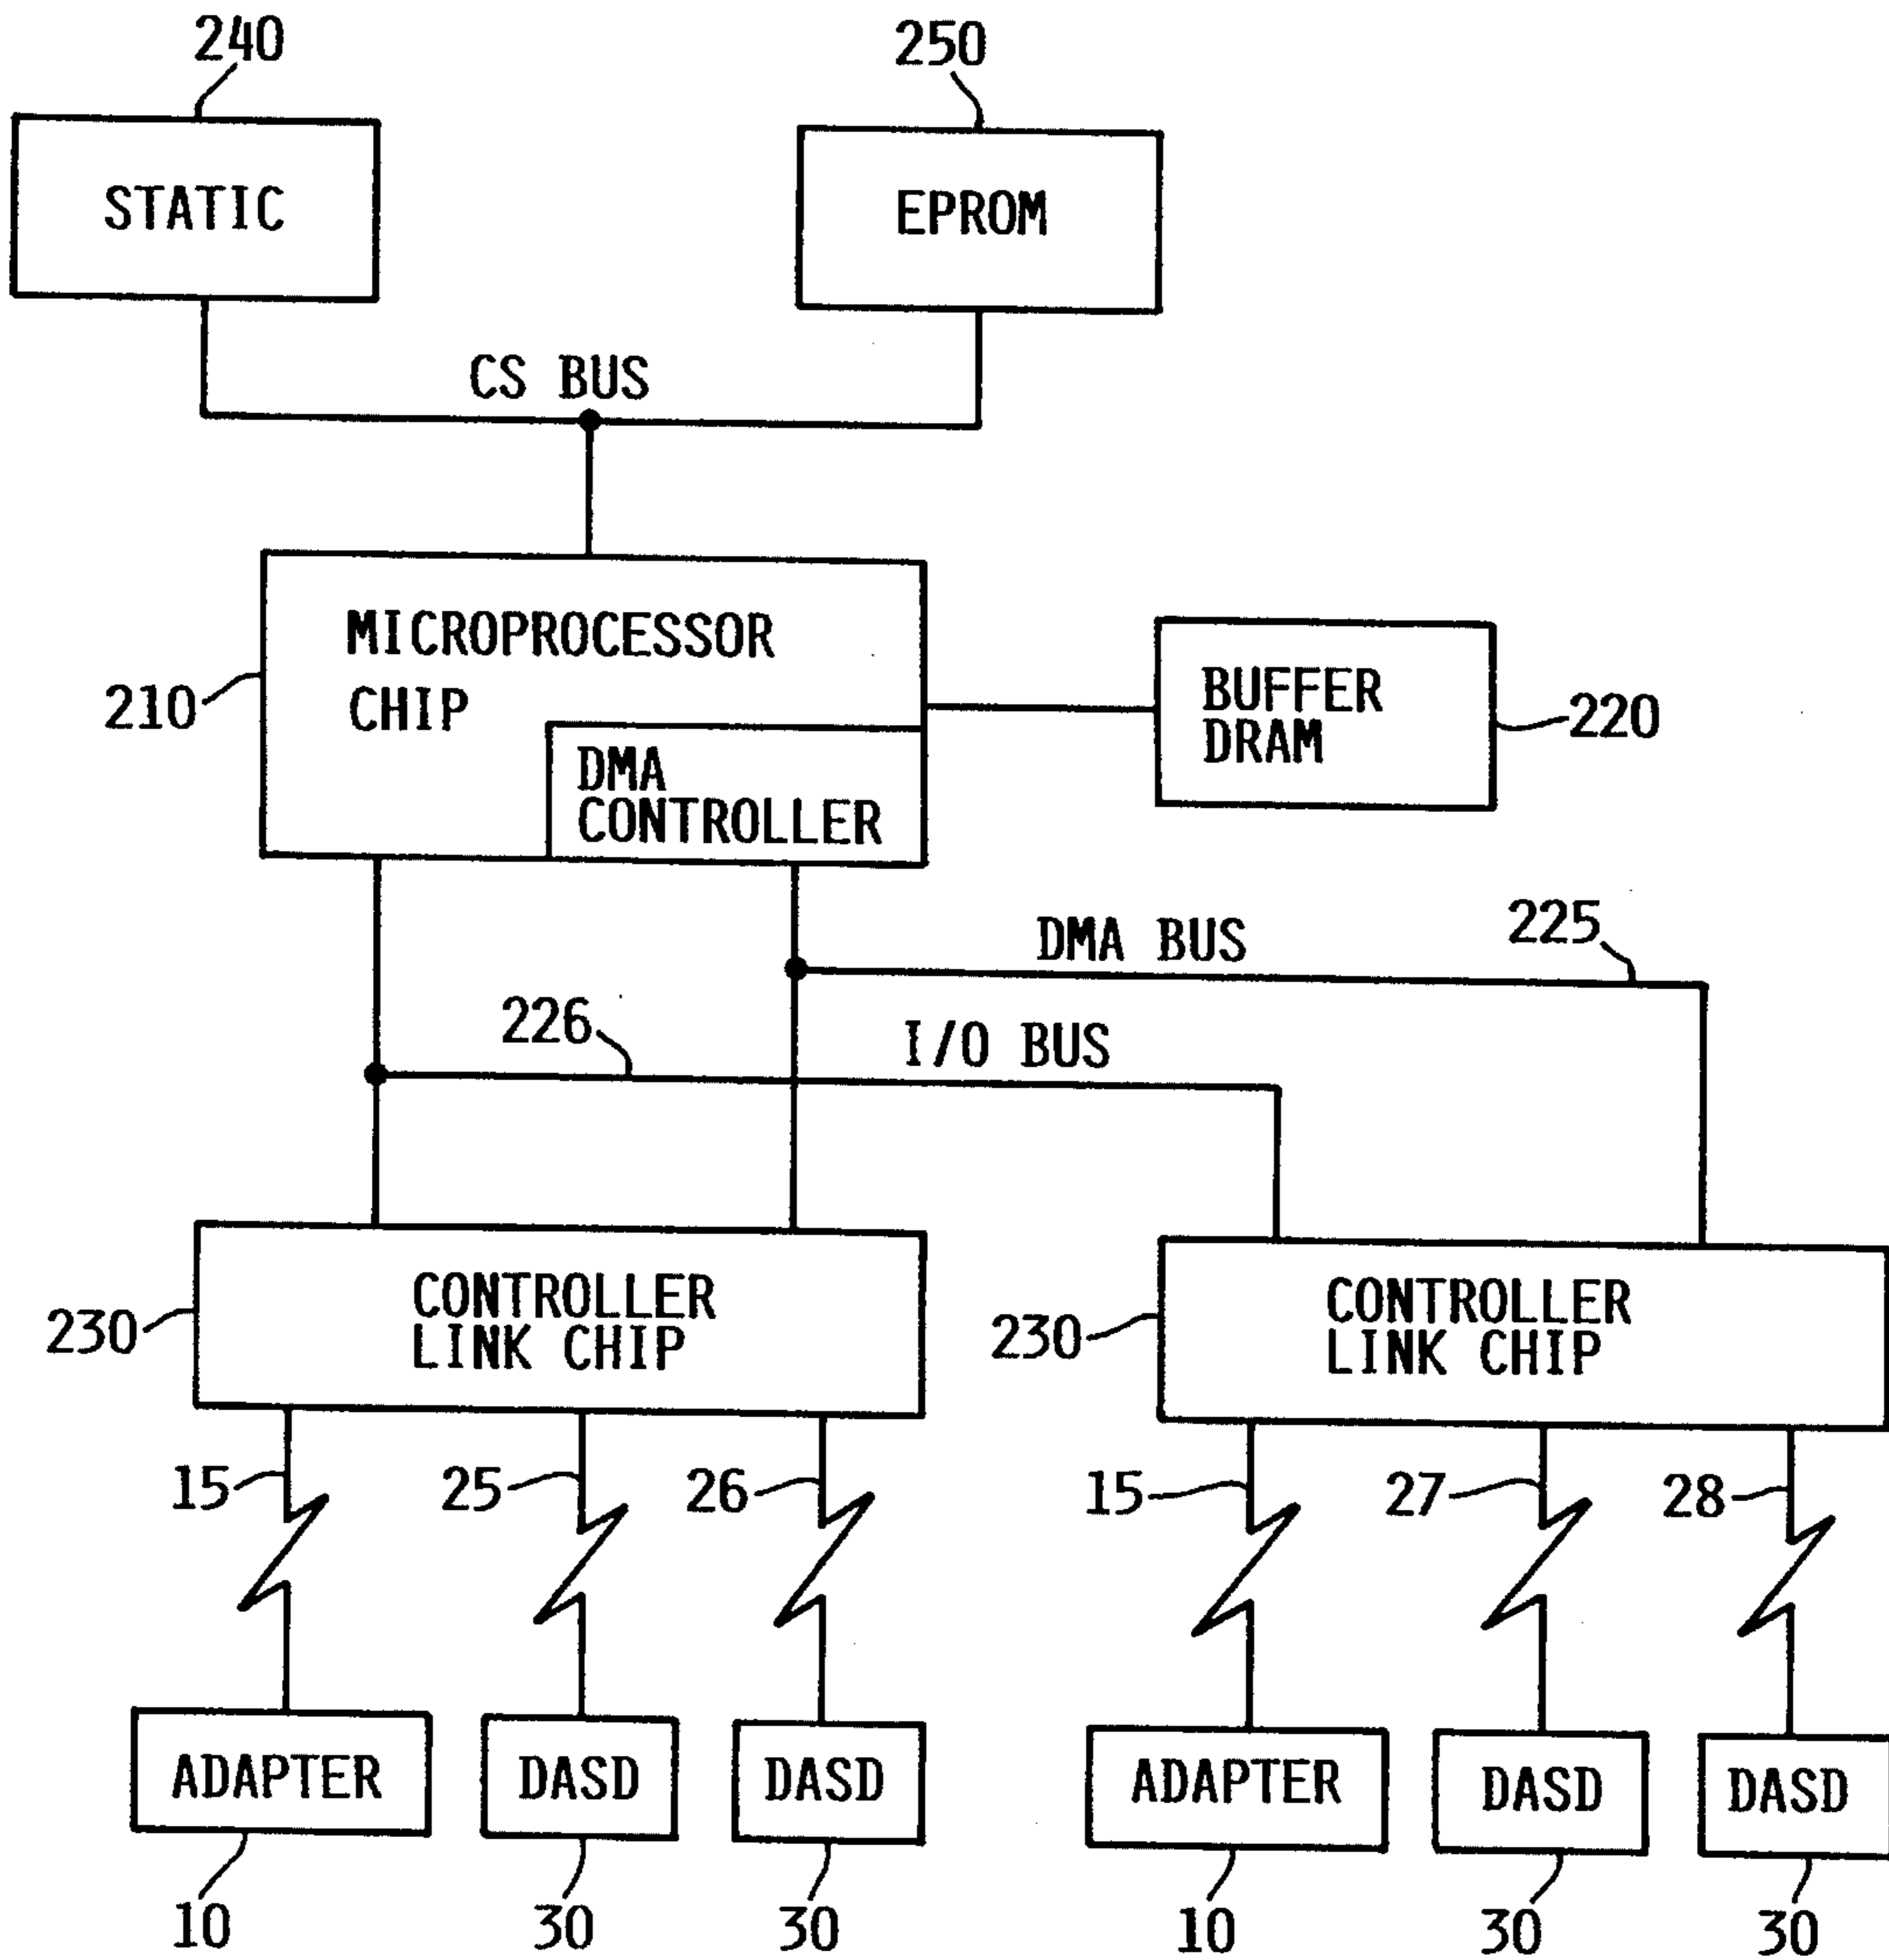 240
250
STATIC
EPROM
CS BUS
MICROPROCESSOR
CHIP
210
BUFFER
DRAM
220
DMA
CONTROLLER
DMA BUS
225
226
I/O BUS
CONTROLLER
LINK CHIP
230
CONTROLLER
LINK CHIP
230
15
25
26
15
27
28
ADAPTER
DASD
DASD
ADAPTER
DASD
DASD
10
30
30
10
30
30